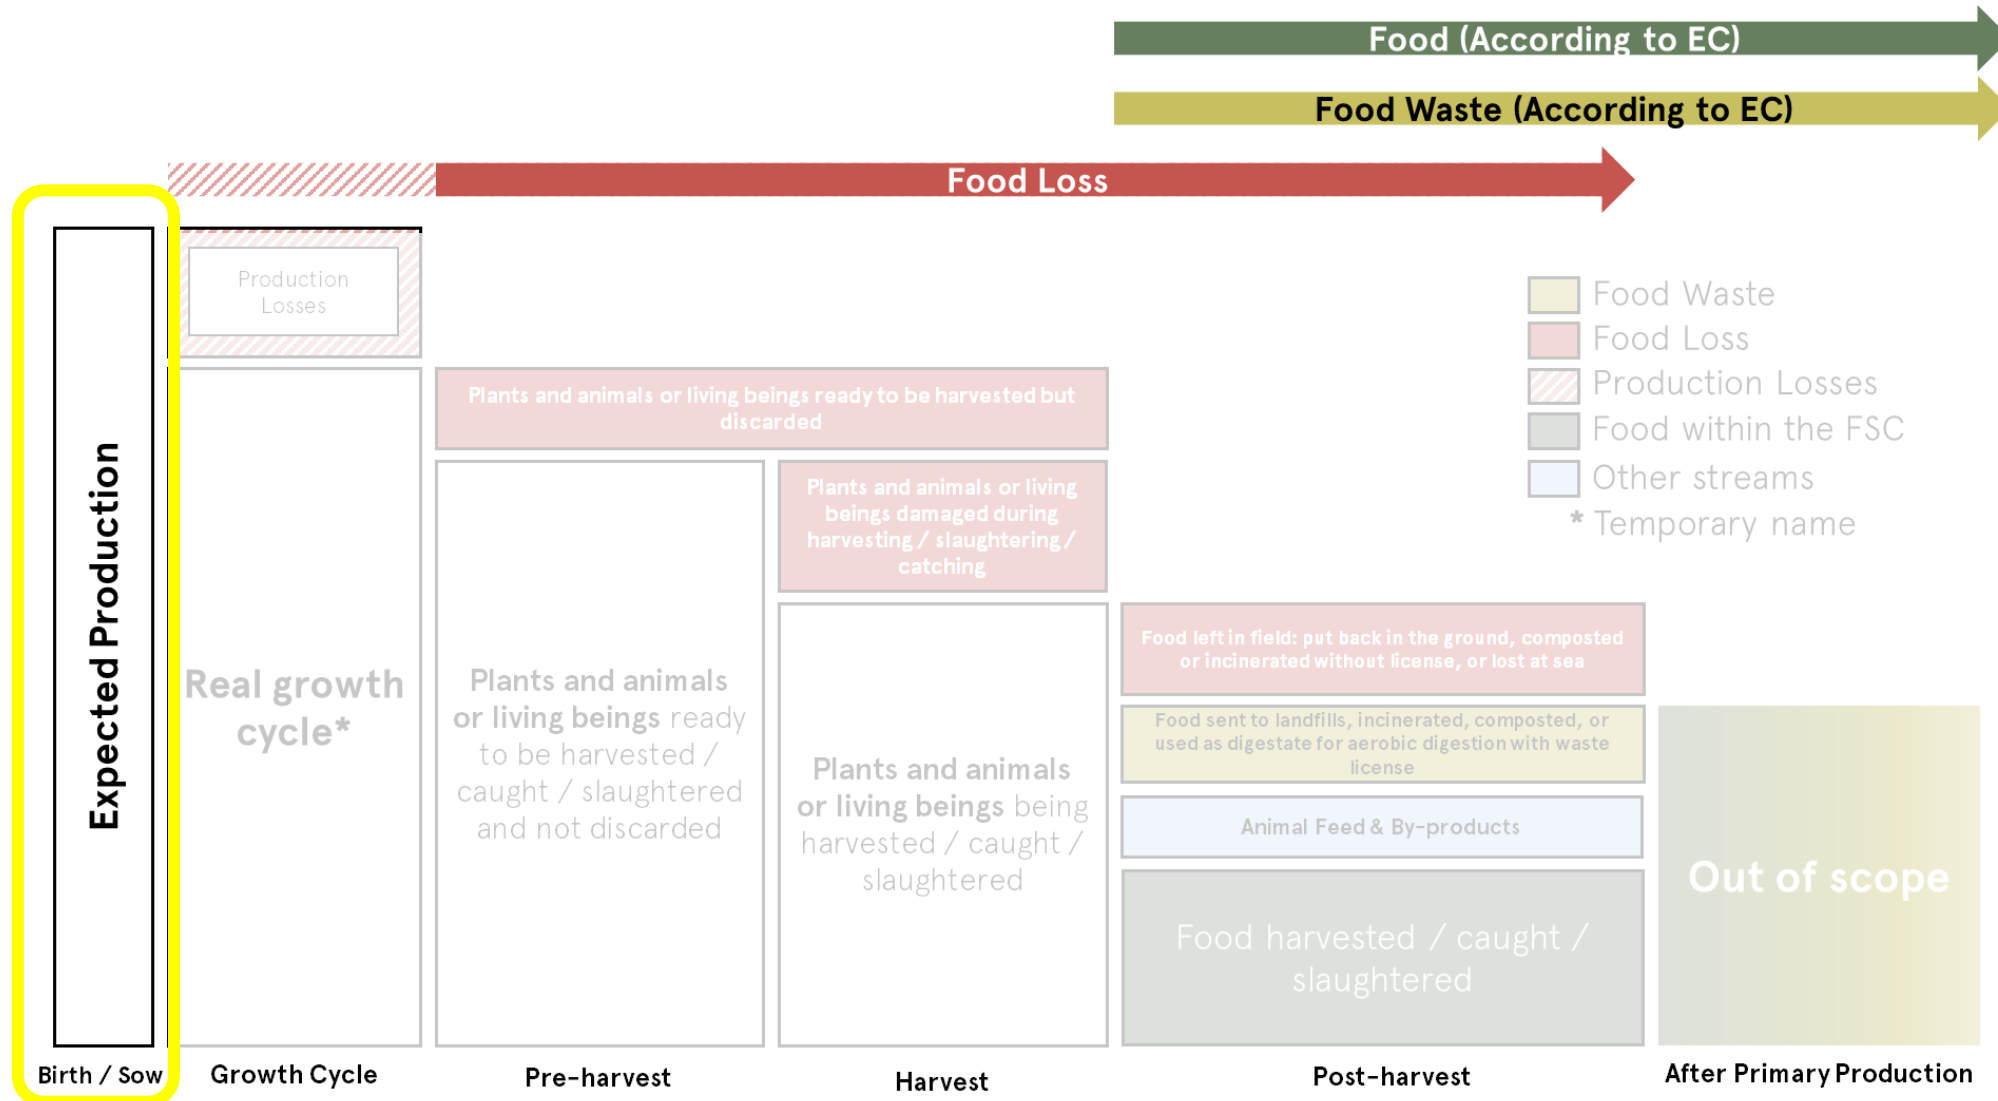 Food (According to EC)
Food Waste (According to EC)
Food Loss
Expected Production
Production
Losses
Real growth
cycle*
Plants and animals or living beings ready to be harvested but
discarded
Plants and animals
or living beings ready
to be harvested /
caught / slaughtered
and not discarded
Plants and animals or living
beings damaged during
harvesting / slaughtering /
catching
Plants and animals
or living beings being
harvested / caught /
slaughtered
Food left in field: put back in the ground, composted
or incinerated without license, or lost at sea
Food sent to landfills, incinerated, composted, or
used as digestate for aerobic digestion with waste
license
Animal Feed & By-products
Food harvested / caught /
slaughtered
Out of scope
Food Waste
Food Loss
Production Losses
Food within the FSC
Other streams
* Temporary name
Birth / Sow
Growth Cycle
Pre-harvest
Harvest
Post-harvest
After Primary Production